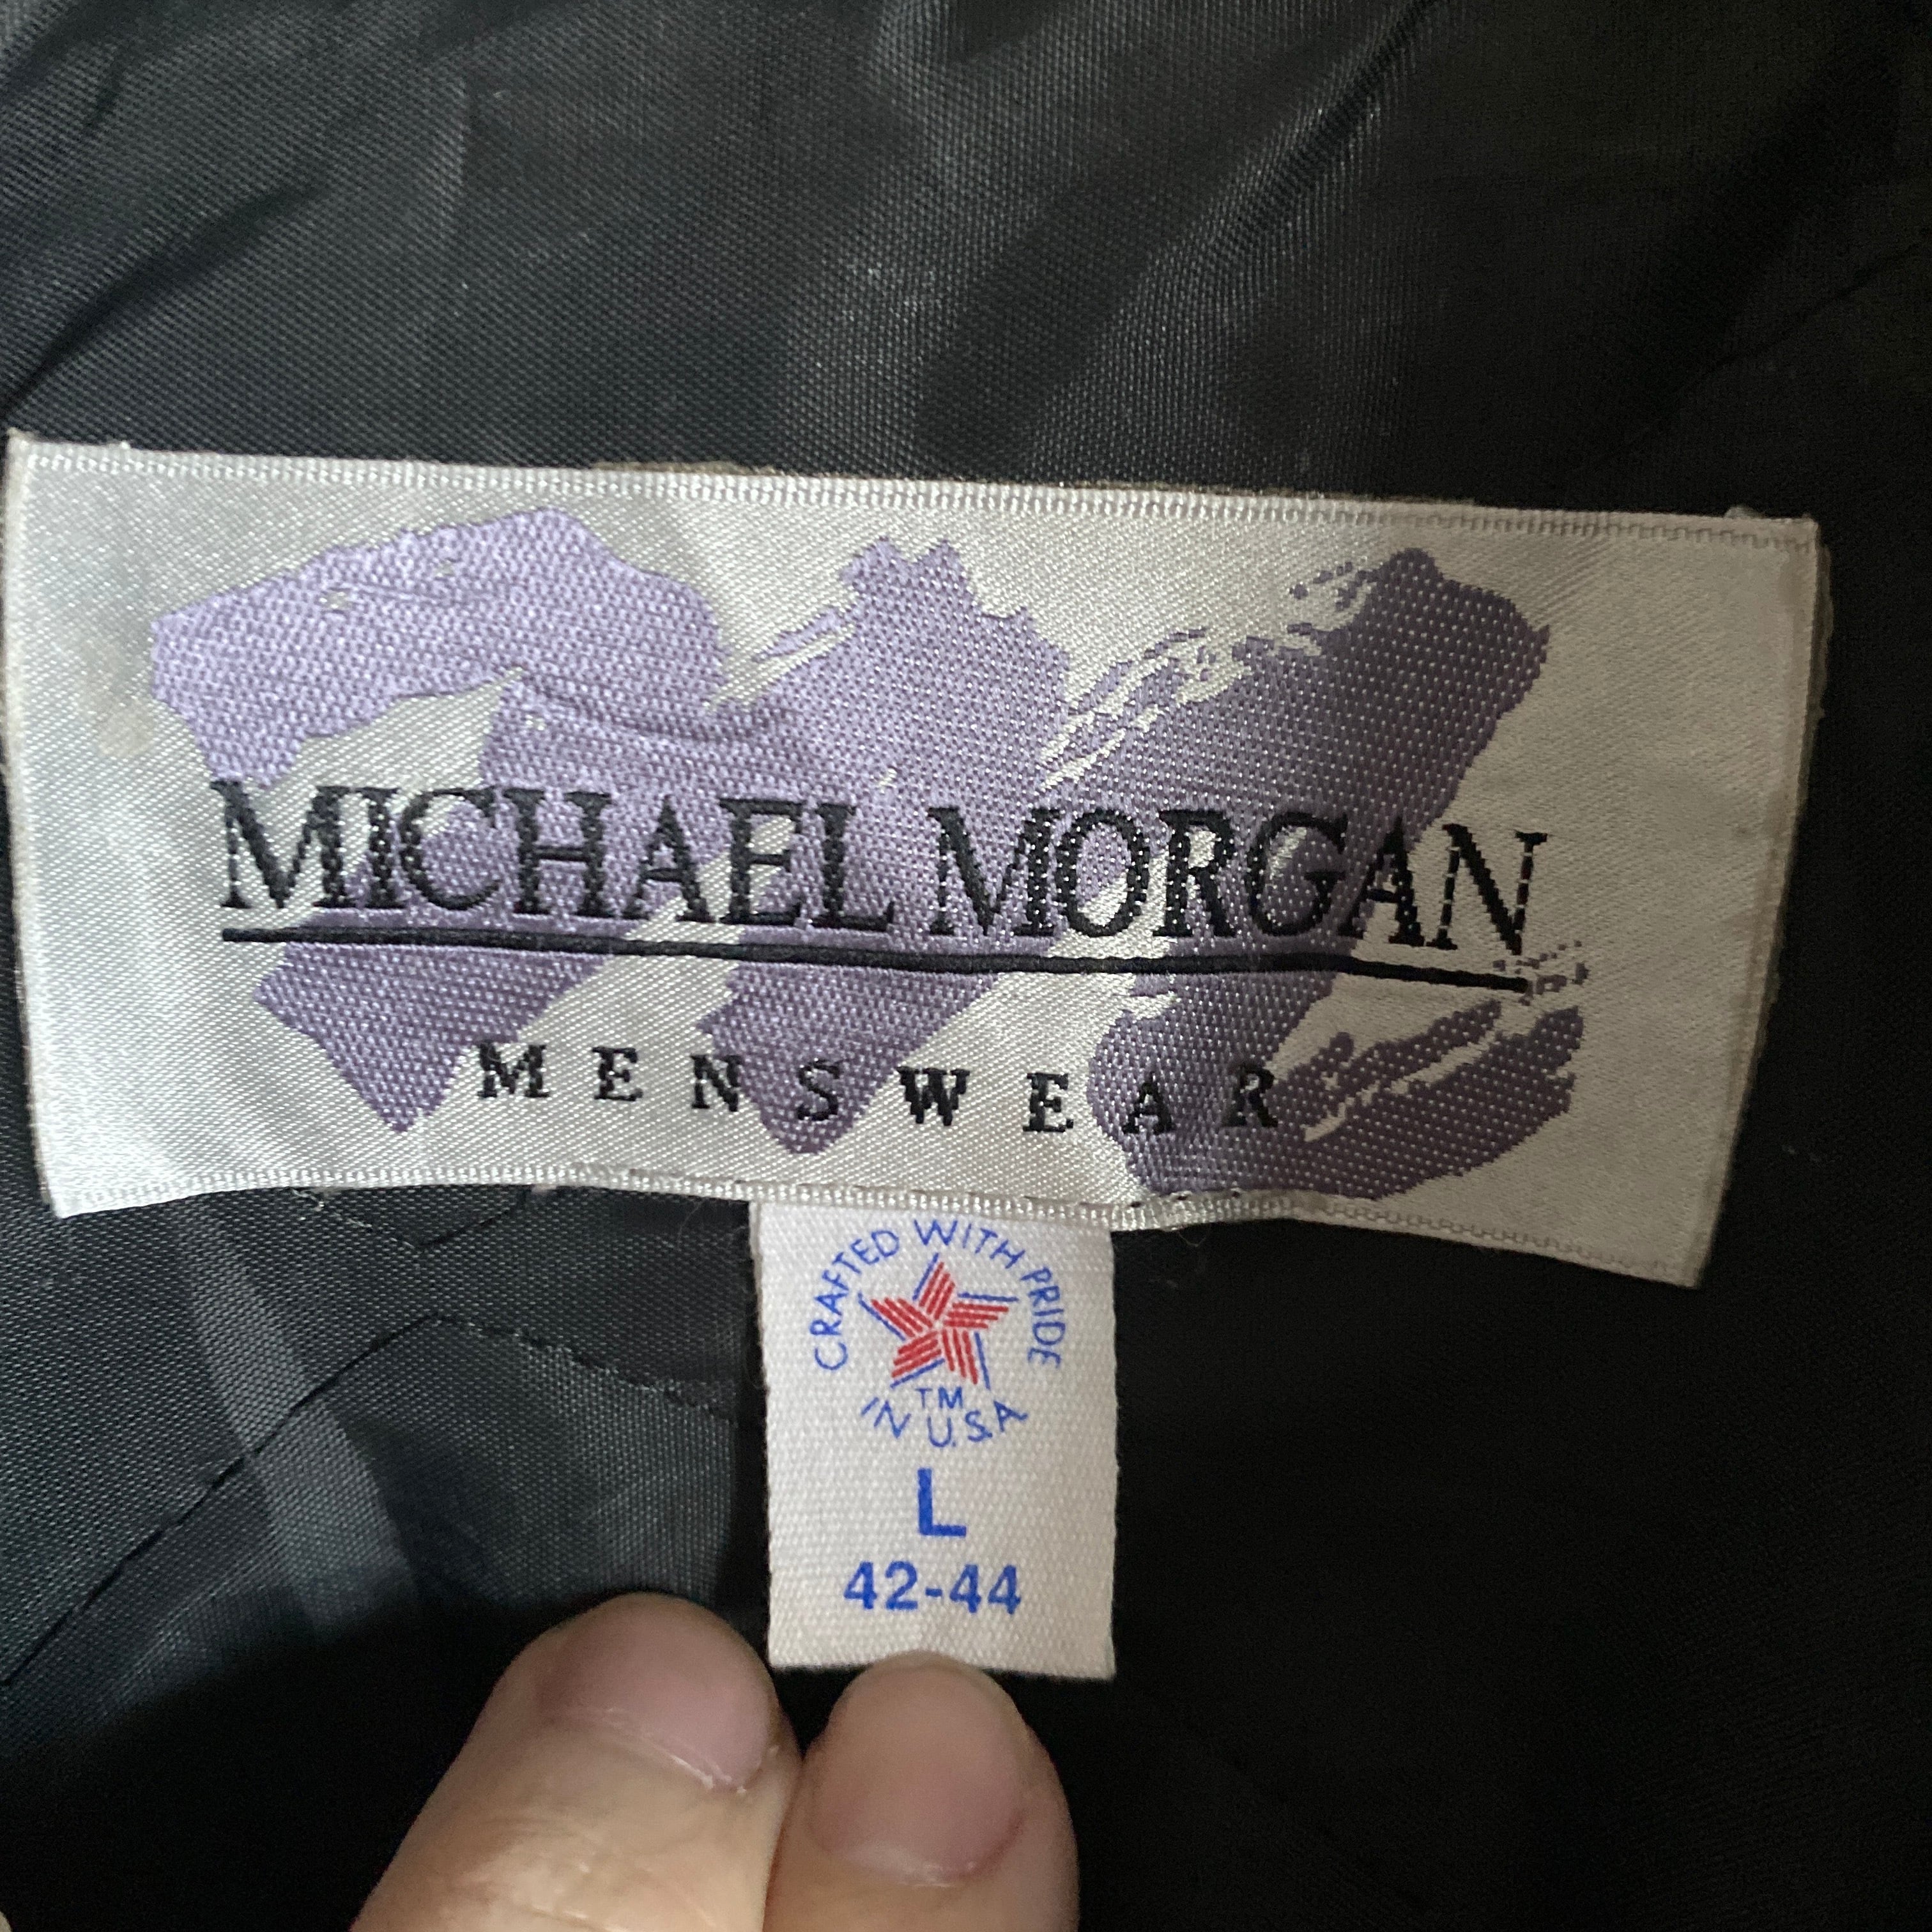 MICHAEL MORGAN
MENSWEAR
CRAFTED WITH PRIDE
TM
IN U.S.A
L
42-44